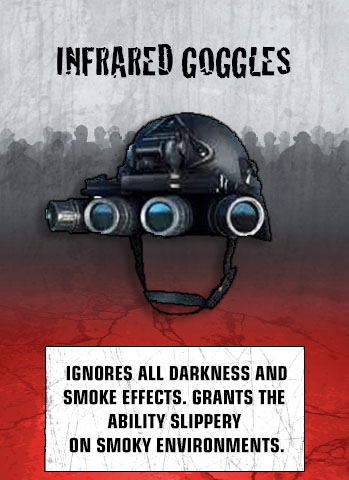 INFRARED GOGGLES
IGNORES ALL DARKNESS AND
SMOKE EFFECTS. GRANTS THE
ABILITY SLIPPERY
ON SMOKY ENVIRONMENTS.